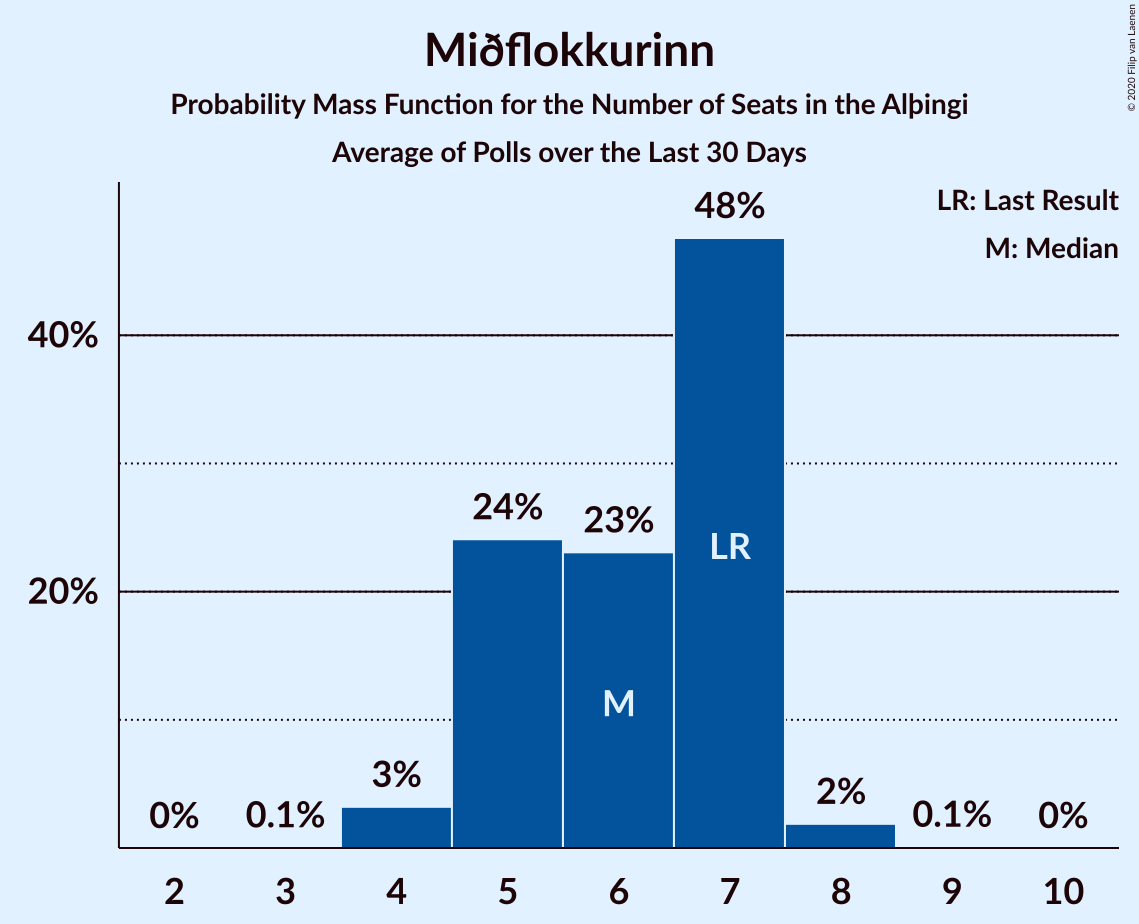 Miðflokkurinn
Probability Mass Function for the Number of Seats in the Alþingi
Average of Polls over the Last 30 Days
© 2020 Filip van Laenen
LR: Last Result
M: Median
48%
40%
24%
23%
LR
20%
M
3%
2%
0%
0.1%
0.1%
0%
2 3 4 5 6 7 8 9 10